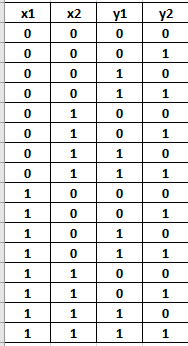 x1 x2 y1 y2
0 0 0 0
0 0 0 1
0 0 1 0
0 0 1 1
0 1 0 0
0 1 0 1
0 1 1 0
0 1 1 1
1 0 0 0
1 0 0 1
1 0 1 0
1 0 1 1
1 1 0 0
1 1 0 1
1 1 1 0
1 1 1 1